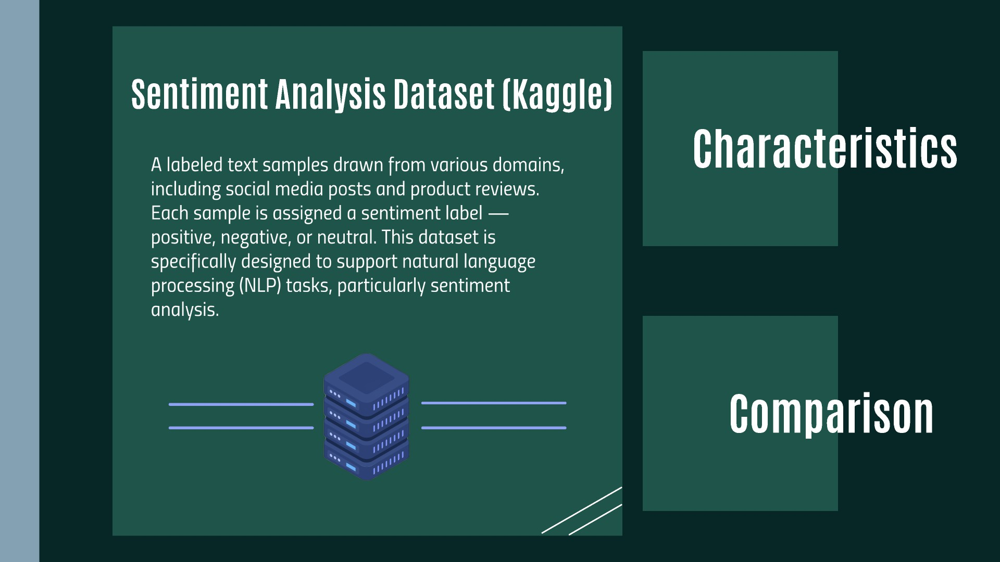 Sentiment Analysis Dataset (Kaggle)
A labeled text samples drawn from various domains,
including social media posts and product reviews.
Each sample is assigned a sentiment label —
positive, negative, or neutral. This dataset is
specifically designed to support natural language
processing (NLP) tasks, particularly sentiment
analysis.
Characteristics
Comparison